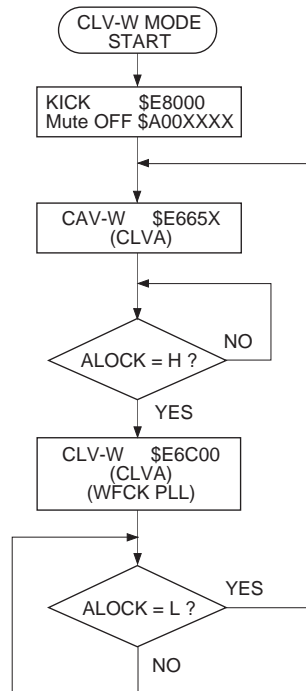 CLV-W MODE
START
KICK $E8000
Mute OFF $A00XXXX
CAV-W $E665X
(CLVA)
ALOCK = H ?
NO
YES
CLV-W $E6C00
(CLVA)
(WFCK PLL)
ALOCK = L ?
YES
NO